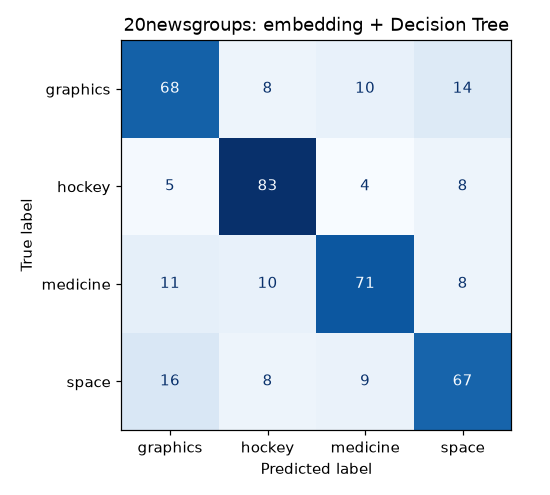 20newsgroups: embedding + Decision Tree
True label
graphics 68 8 10 14
hockey 5 83 4 8
medicine 11 10 71 8
space 16 8 9 67
graphics hockey medicine space
Predicted label